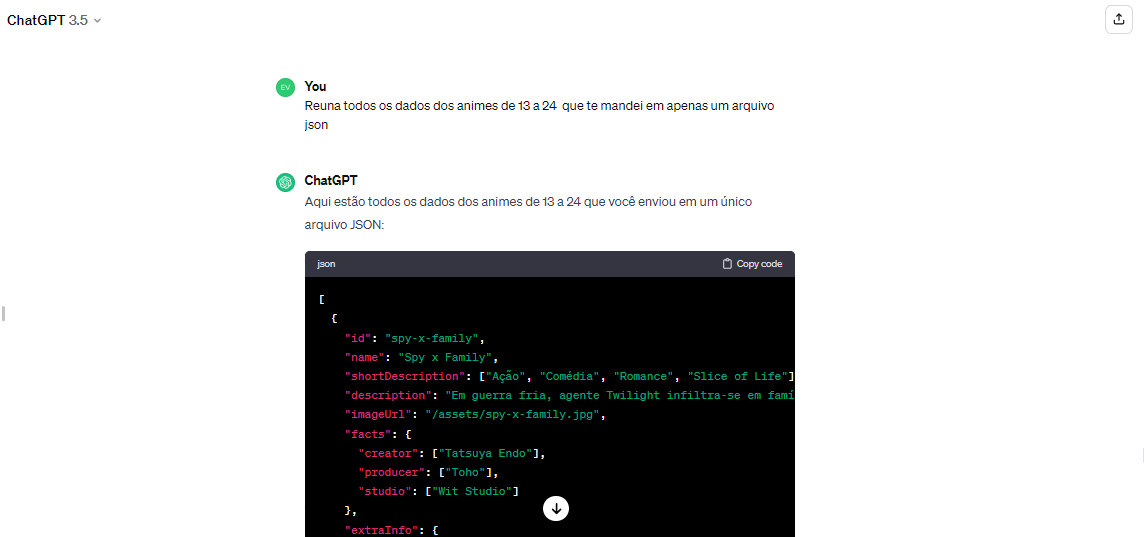 ChatGPT 3.5
EV
You
Reuna todos os dados dos animes de 13 a 24 que te mandei em apenas um arquivo
json
ChatGPT
Aqui estão todos os dados dos animes de 13 a 24 que você enviou em um único
arquivo JSON:
json Copy code
[
{
"id": "spy-x-family",
"name": "Spy x Family",
"shortDescription": ["Ação", "Comédia", "Romance", "Slice of Life"]
"description": "Em guerra fria, agente Twilight infiltra-se em famí
"imageUrl": "/assets/spy-x-family.jpg",
"facts": {
"creator": ["Tatsuya Endo"],
"producer": ["Toho"],
"studio": ["Wit Studio"]
},
"extraInfo": {